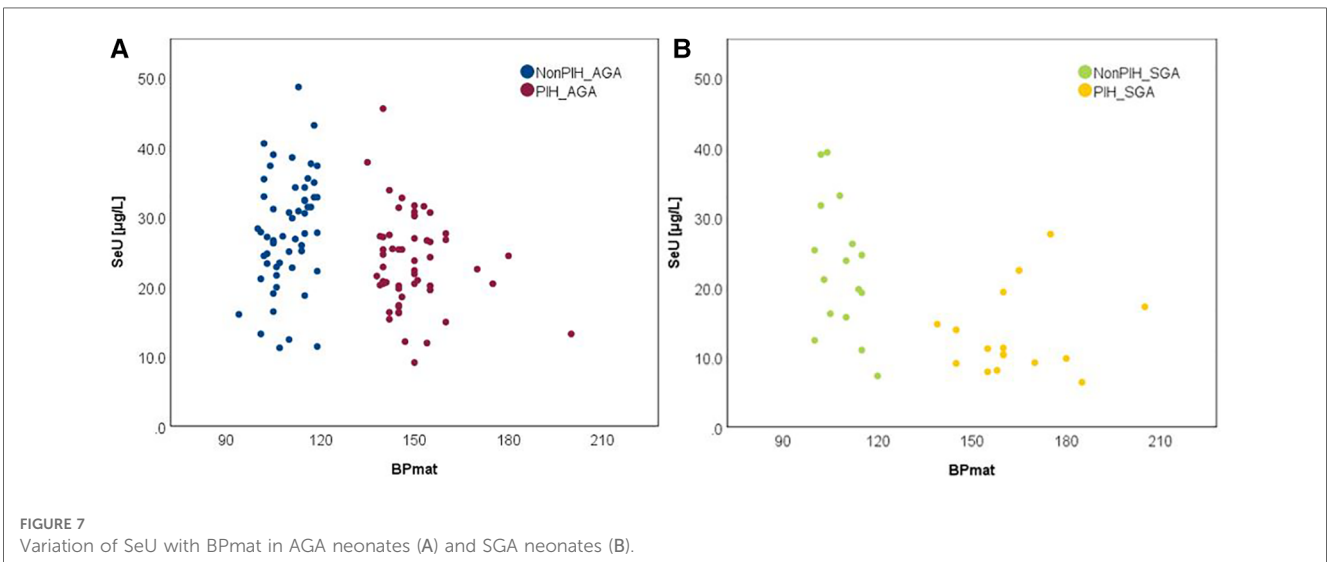 A
50.0
40.0
30.0
20.0
10.0
.0
SeU [µg/L]
NonPIH_AGA
PIH_AGA
90 120 150 180 210
BPmat
B
50.0
40.0
30.0
20.0
10.0
.0
SeU [µg/L]
NonPIH_SGA
PIH_SGA
90 120 150 180 210
BPmat
FIGURE 7
Variation of SeU with BPmat in AGA neonates (A) and SGA neonates (B).